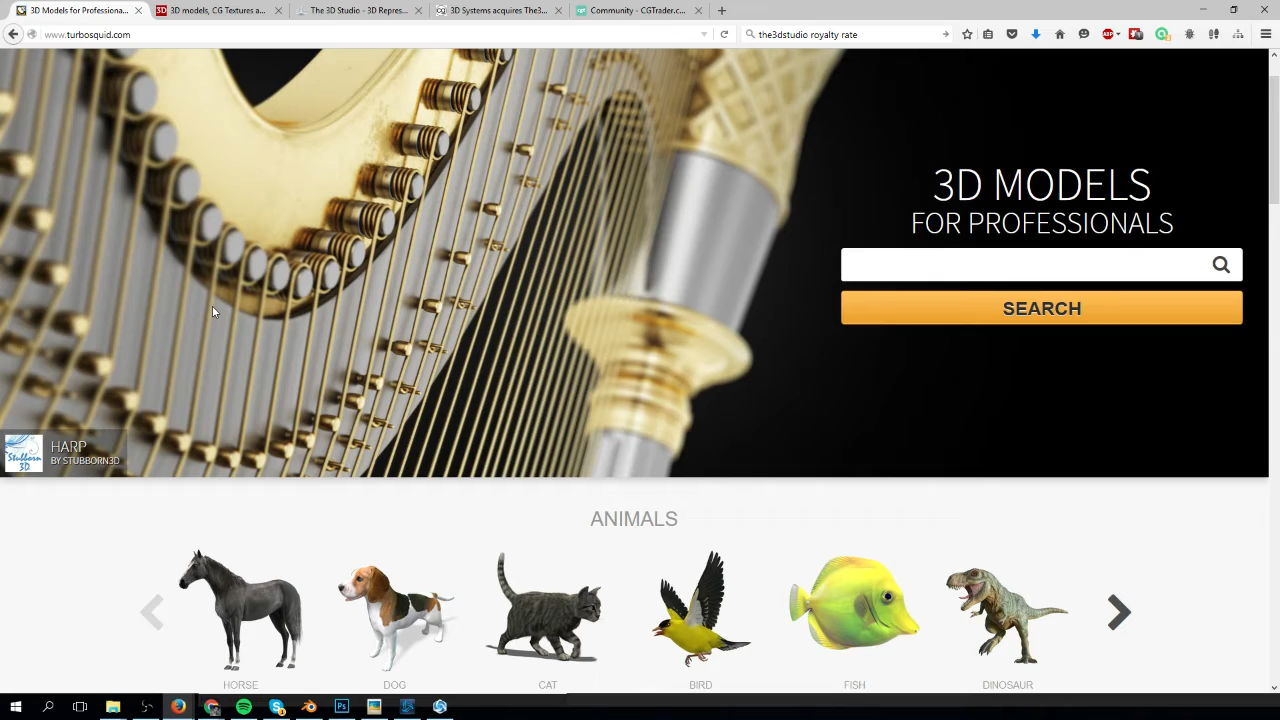 3D Models for Professiona...
3D models, CG Textures a...
The 3D Studio - 3D Repres...
3D Systems acquires The3...
Community - CGTrader.c...
www.turbosquid.com
the3dstudio royalty rate
3D MODELS
FOR PROFESSIONALS
SEARCH
HARP
BY STUBBORN3D
Stubborn
3D
ANIMALS
HORSE
DOG
CAT
BIRD
FISH
DINOSAUR